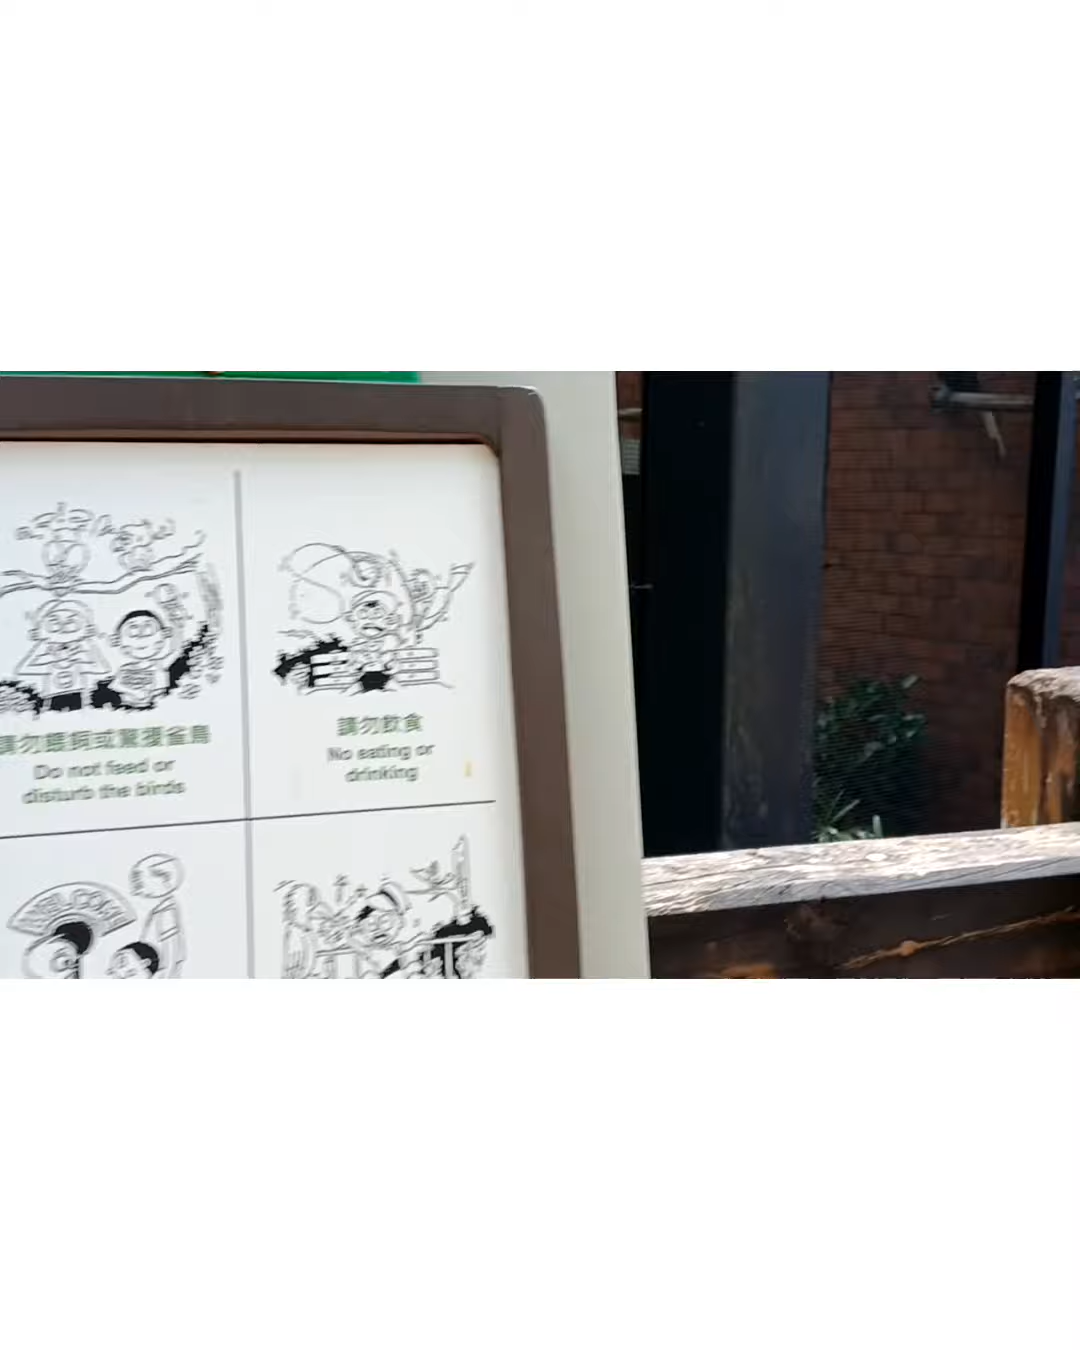 請勿餵飼或驚擾雀鳥
Do not feed or
disturb the birds
請勿飲食
No eating or
drinking